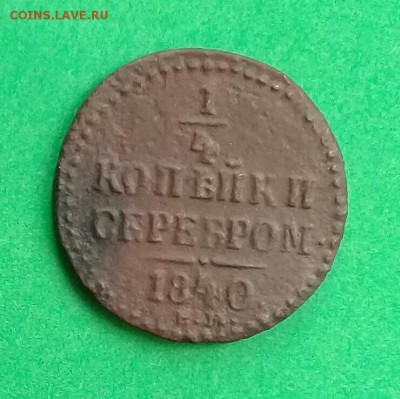 COINS.LAVE.RU
1
4
КОПѢЙКИ
СЕРЕБРОМ
1840